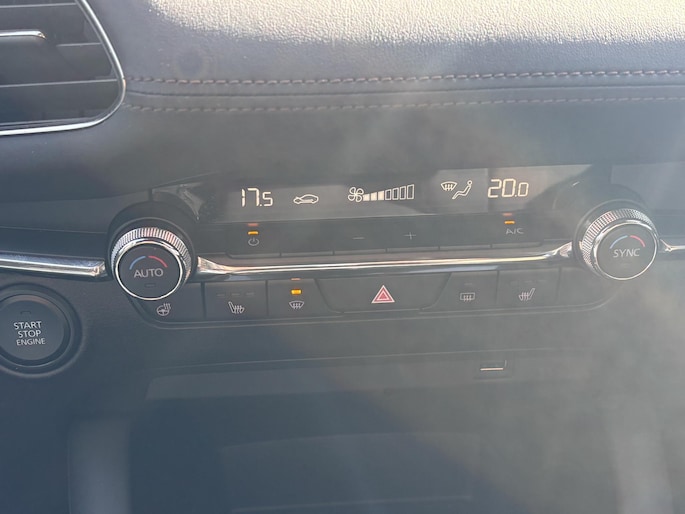 17.5 20.0
- + A/C
AUTO SYNC
START
STOP
ENGINE